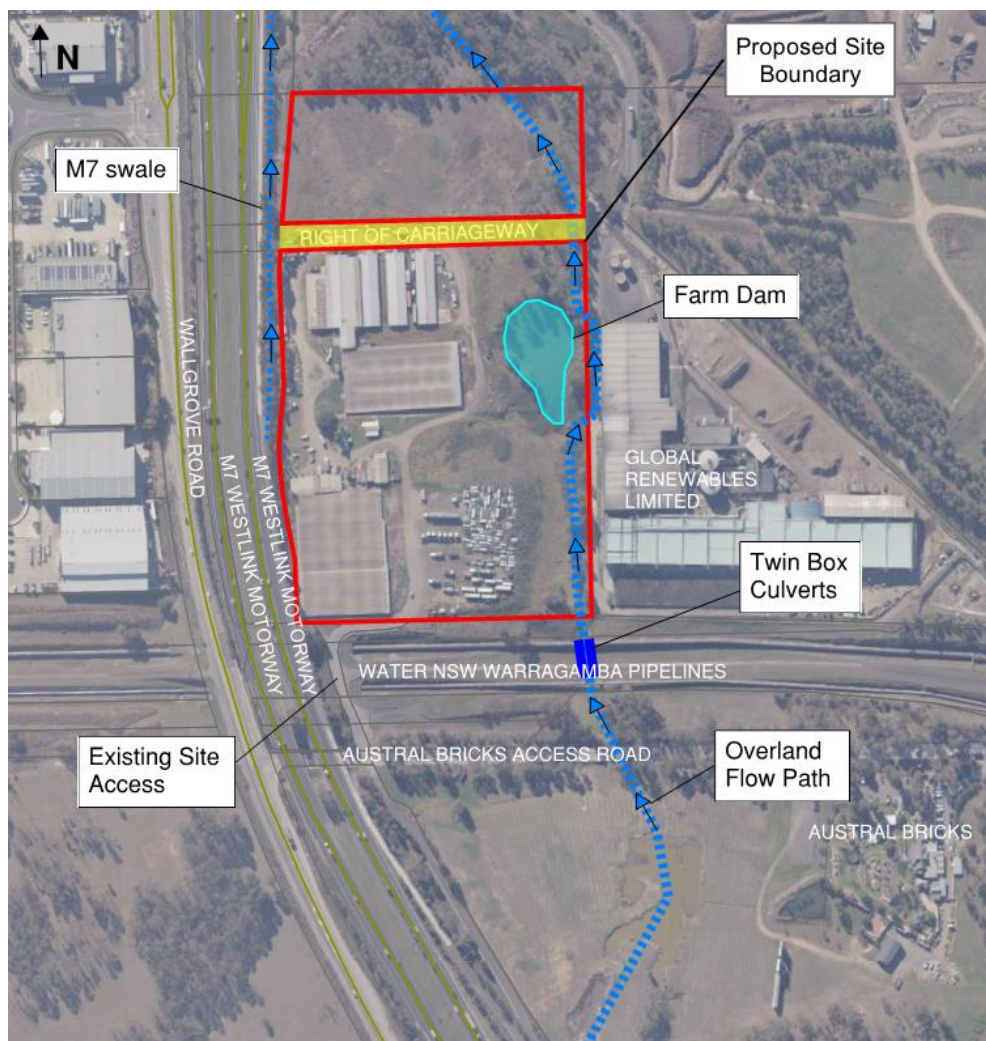 N
Proposed Site
Boundary
M7 swale
RIGHT OF CARRIAGEWAY
Farm Dam
WALLGROVE ROAD
M7 WESTLINK MOTORWAY
M7 WESTLINK MOTORWAY
GLOBAL
RENEWABLES
LIMITED
Twin Box
Culverts
WATER NSW WARRAGAMBA PIPELINES
Existing Site
Access
AUSTRAL BRICKS ACCESS ROAD
Overland
Flow Path
AUSTRAL BRICKS